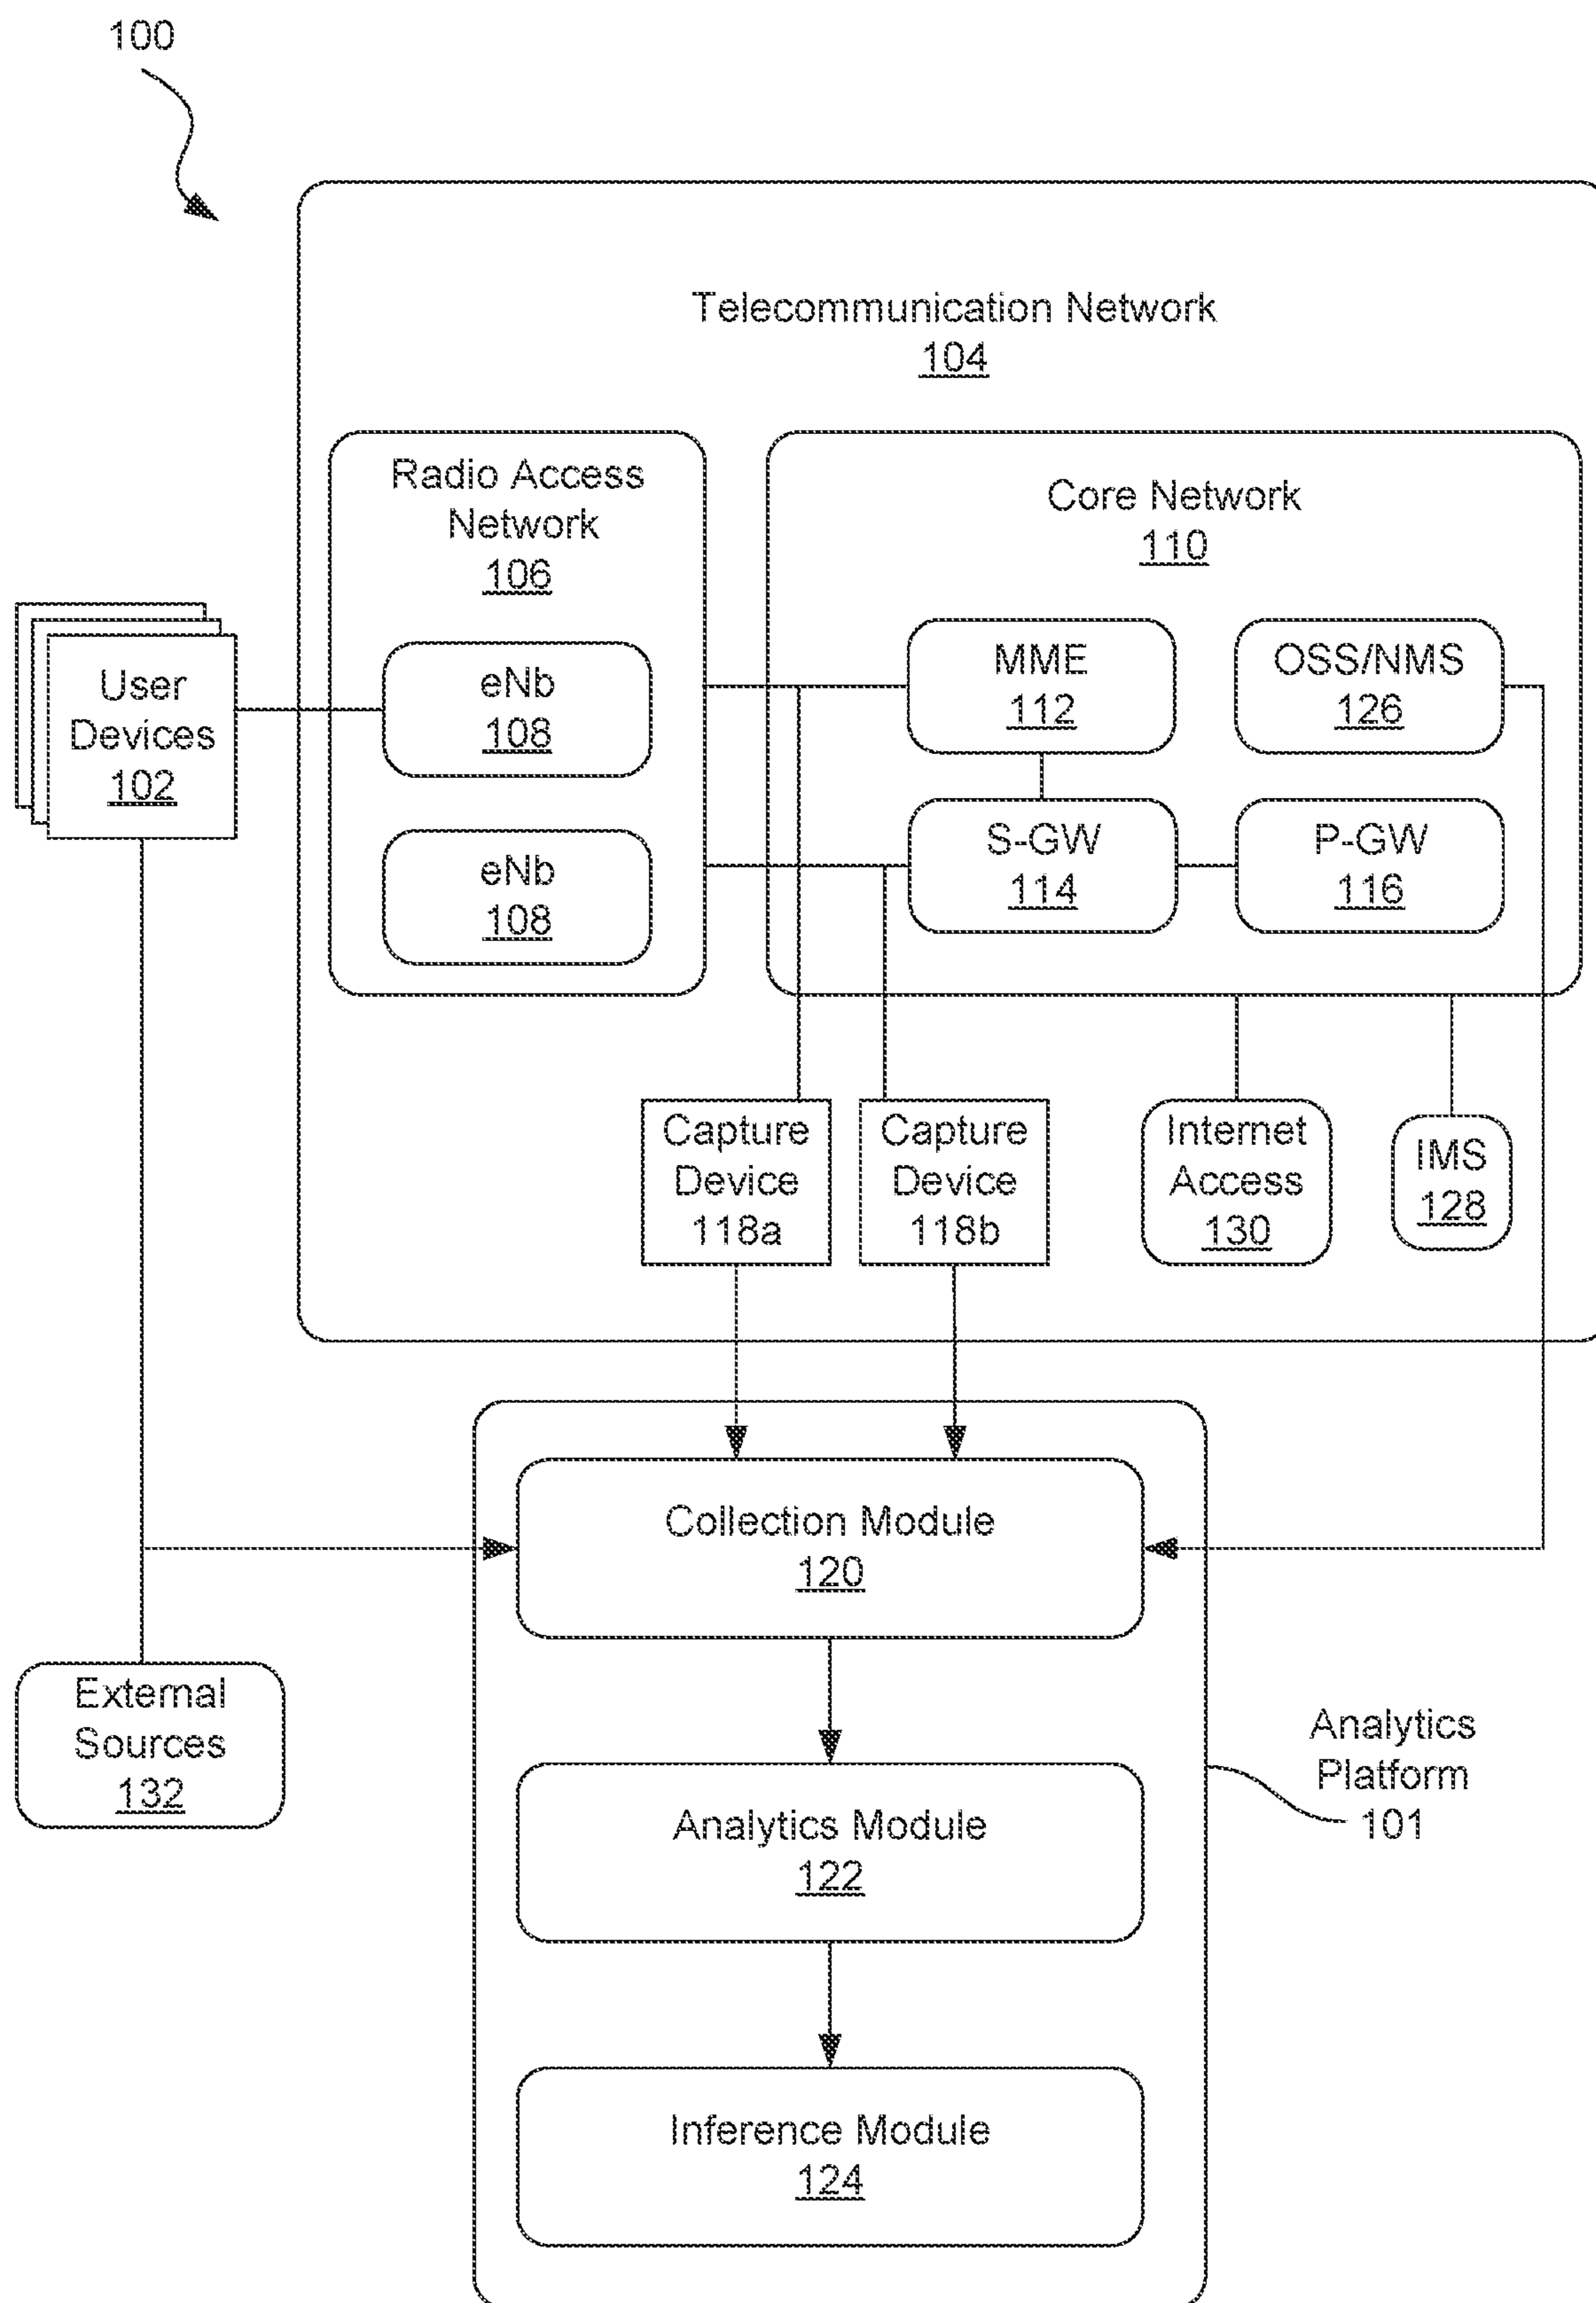 100
Telecommunication Network
104
Radio Access
Network
106
Core Network
110
eNb
108
eNb
108
MME
112
OSS/NMS
126
S-GW
114
P-GW
116
User
Devices
102
Capture
Device
118a
Capture
Device
118b
Internet
Access
130
IMS
128
Collection Module
120
External
Sources
132
Analytics
Platform
101
Analytics Module
122
Inference Module
124